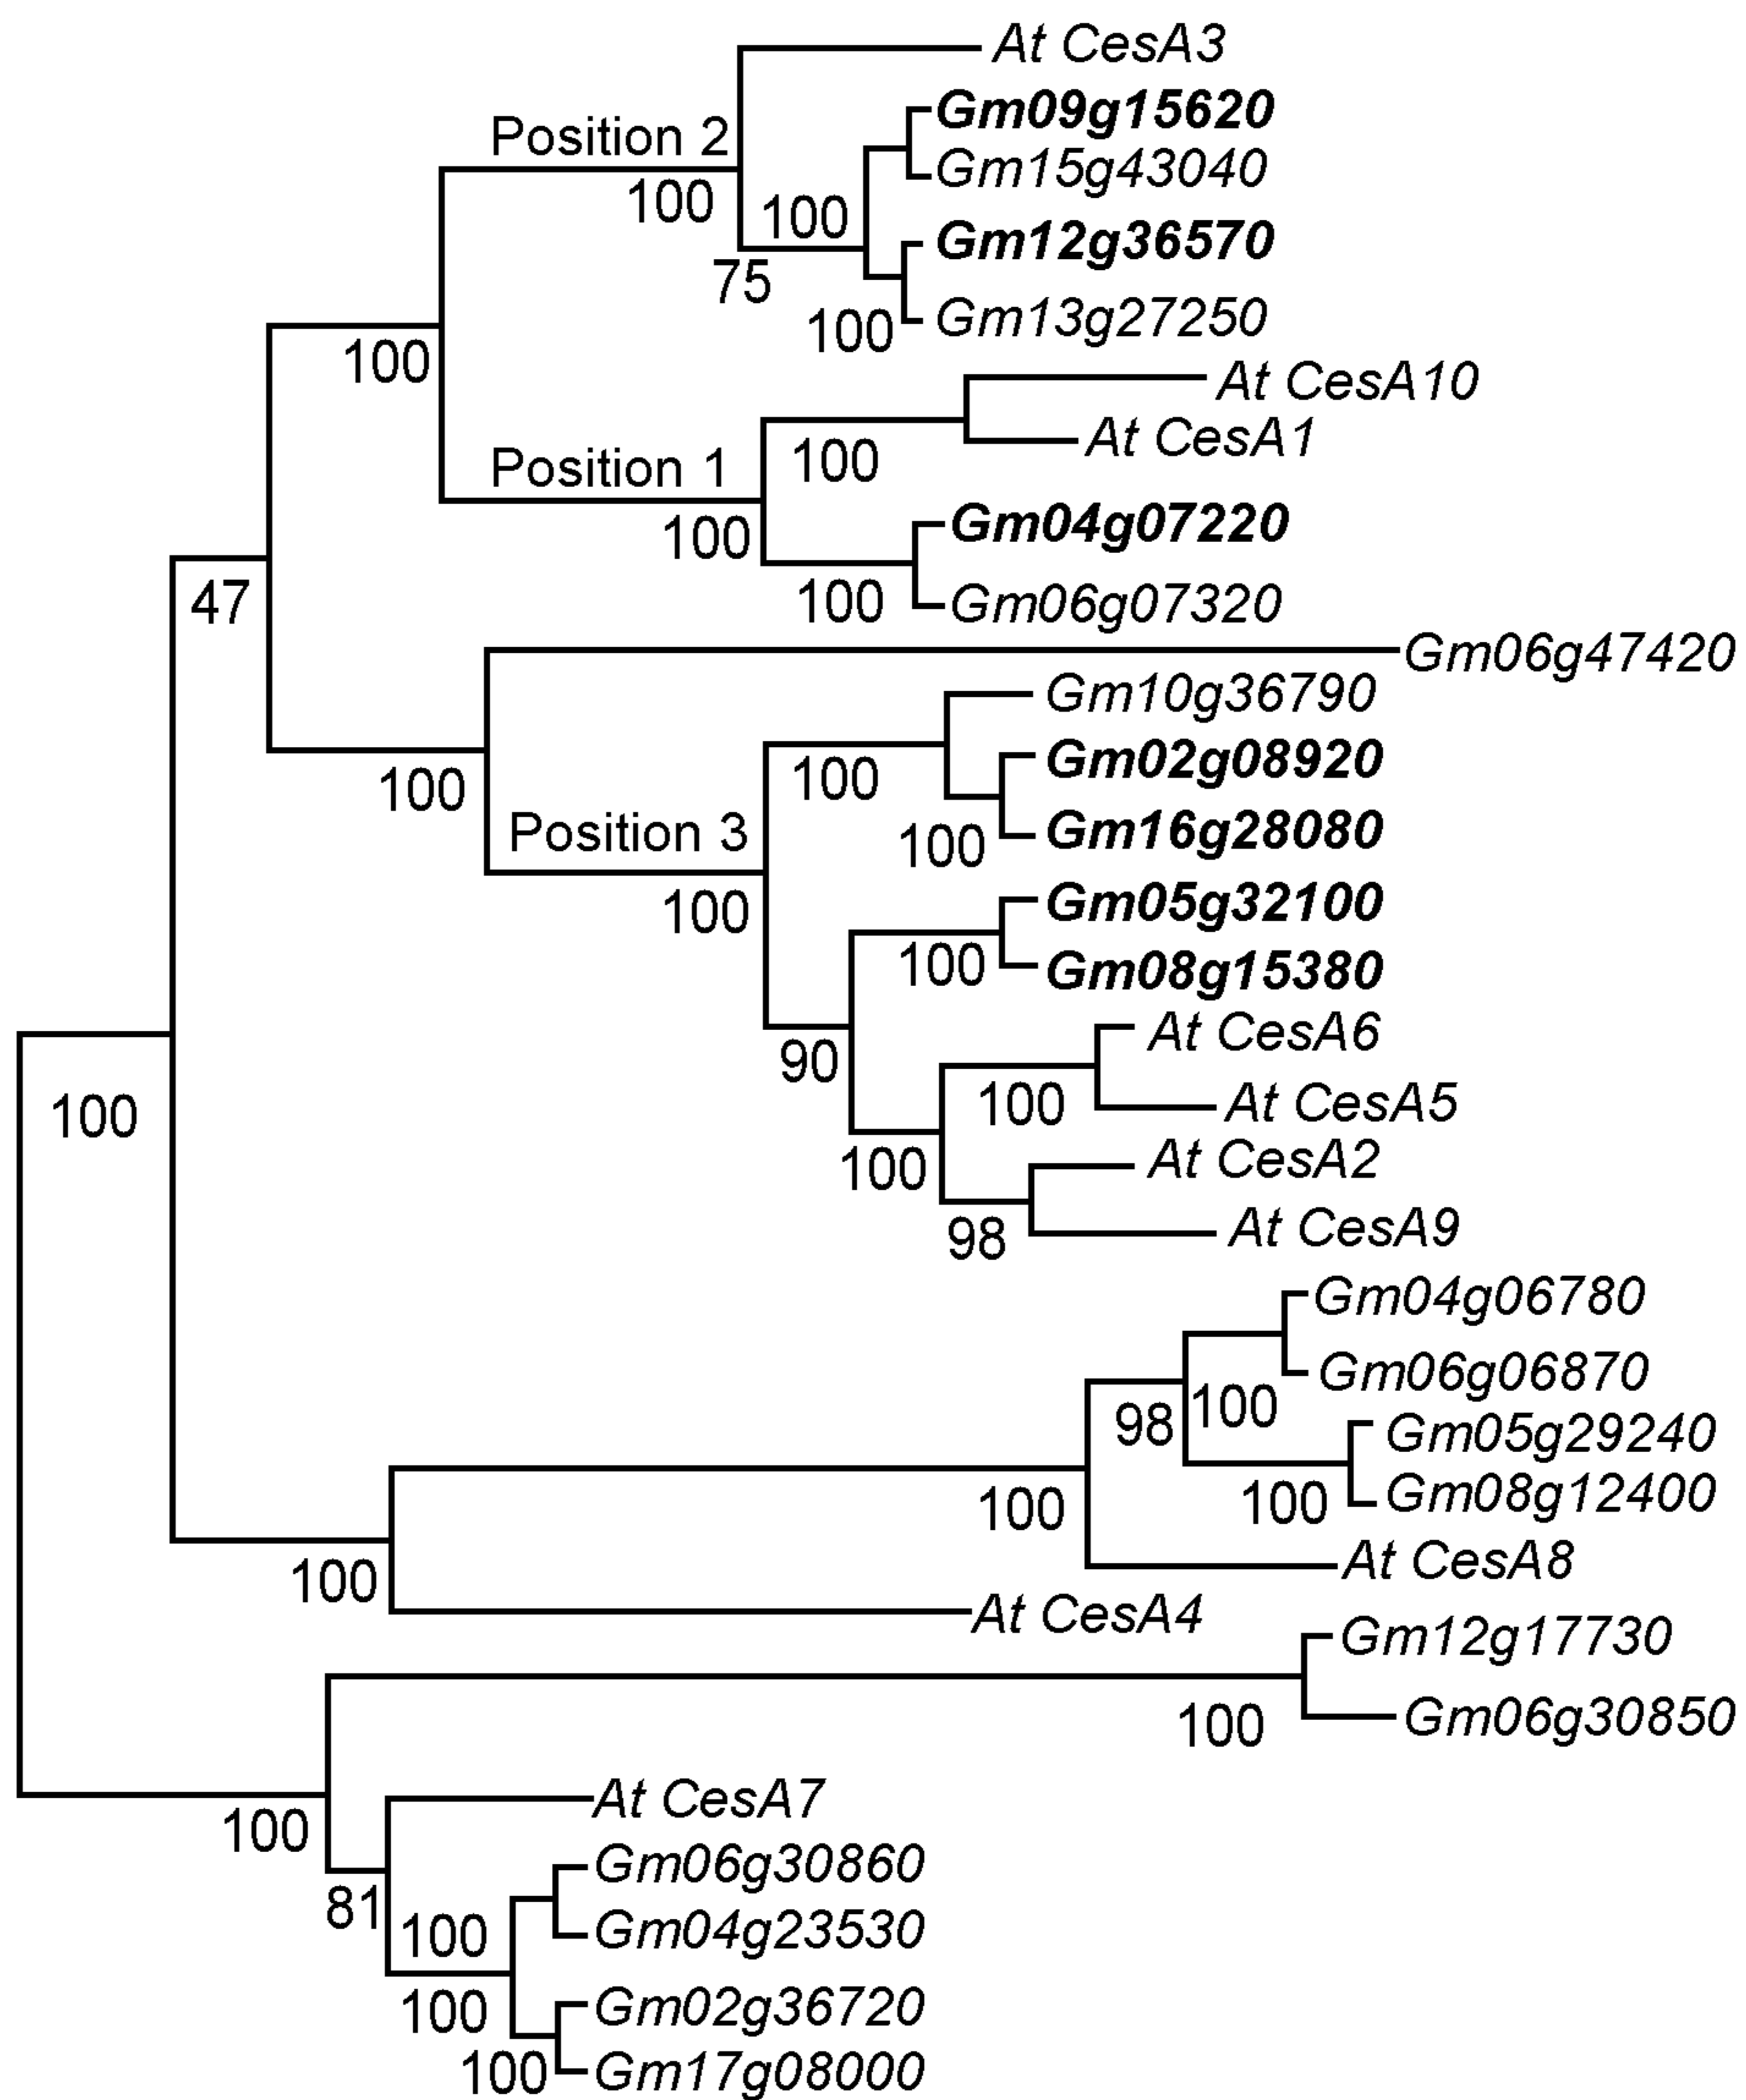 At CesA3
Gm09g15620
Position 2
Gm15g43040
100
100
Gm12g36570
75
Gm13g27250
100
100
At CesA10
At CesA1
100
Position 1
Gm04g07220
100
100
Gm06g07320
47
Gm06g47420
Gm10g36790
Gm02g08920
100
100
Position 3
Gm16g28080
100
Gm05g32100
100
100
Gm08g15380
At CesA6
90
100
At CesA5
100
At CesA2
100
At CesA9
98
Gm04g06780
Gm06g06870
100
98
Gm05g29240
Gm08g12400
100
100
At CesA8
100
At CesA4
Gm12g17730
Gm06g30850
100
At CesA7
100
Gm06g30860
81
Gm04g23530
100
Gm02g36720
100
Gm17g08000
100